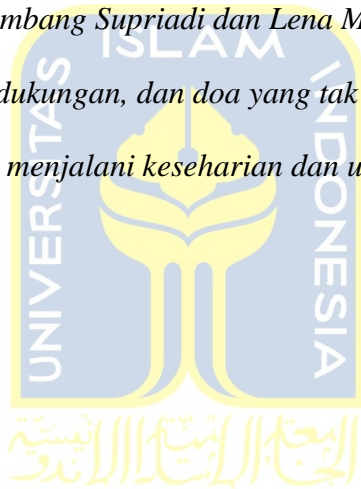 mbang Supriadi dan Lena M
ISLAM
dukungan, dan doa yang tak
menjalani keseharian dan u
UNIVERSITAS
INDONESIA